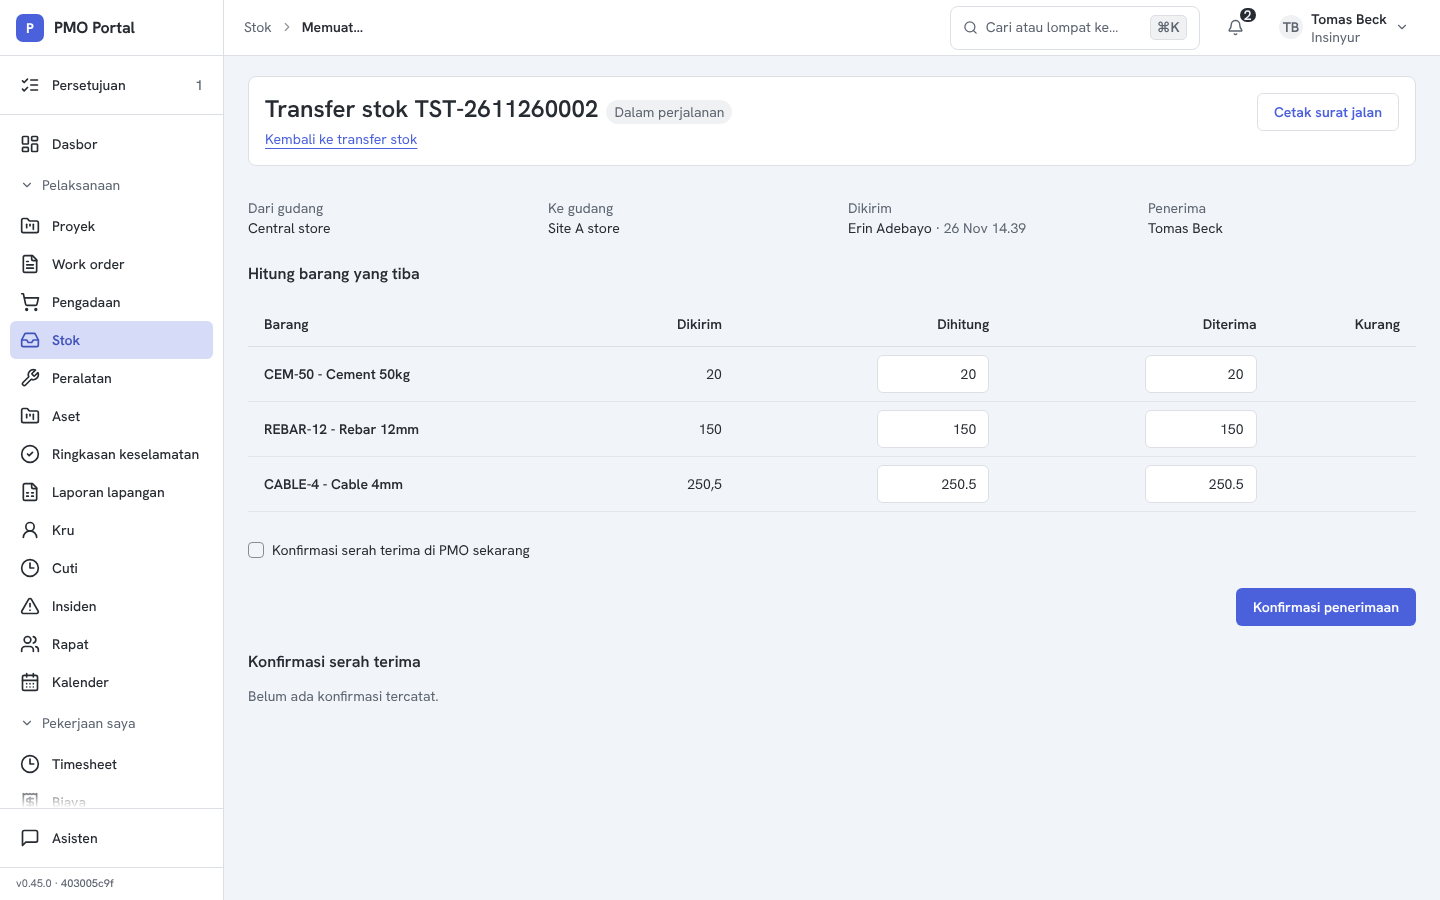 P PMO Portal
Stok > Memuat...
Cari atau lompat ke... ⌘K
2
TB Tomas Beck
Insinyur
Persetujuan 1
Dasbor
Pelaksanaan
Proyek
Work order
Pengadaan
Stok
Peralatan
Aset
Ringkasan keselamatan
Laporan lapangan
Kru
Cuti
Insiden
Rapat
Kalender
Pekerjaan saya
Timesheet
Biaya
Asisten
v0.45.0 · 403005c9f
Transfer stok TST-2611260002 Dalam perjalanan
Kembali ke transfer stok
Cetak surat jalan
Dari gudang Ke gudang Dikirim Penerima
Central store Site A store Erin Adebayo · 26 Nov 14.39 Tomas Beck
Hitung barang yang tiba
Barang Dikirim Dihitung Diterima Kurang
CEM-50 - Cement 50kg 20 20 20
REBAR-12 - Rebar 12mm 150 150 150
CABLE-4 - Cable 4mm 250,5 250.5 250.5
Konfirmasi serah terima di PMO sekarang
Konfirmasi penerimaan
Konfirmasi serah terima
Belum ada konfirmasi tercatat.